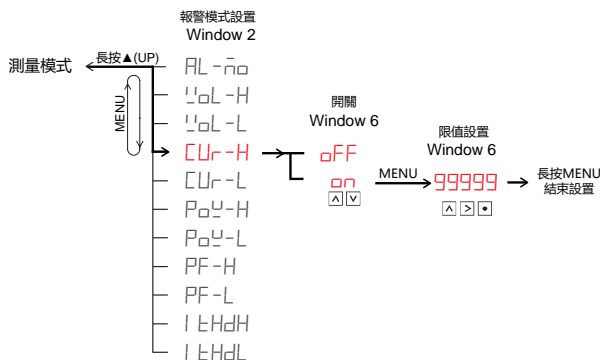 報警模式設置
Window 2
測量模式
長按▲(UP)
MENU
AL-no
VoL-H
VoL-L
CUr-H
CUr-L
PoW-H
PoW-L
PF-H
PF-L
ItHdH
ItHdL
開關
Window 6
oFF
on
MENU
限值設置
Window 6
99999
長按MENU
結束設置